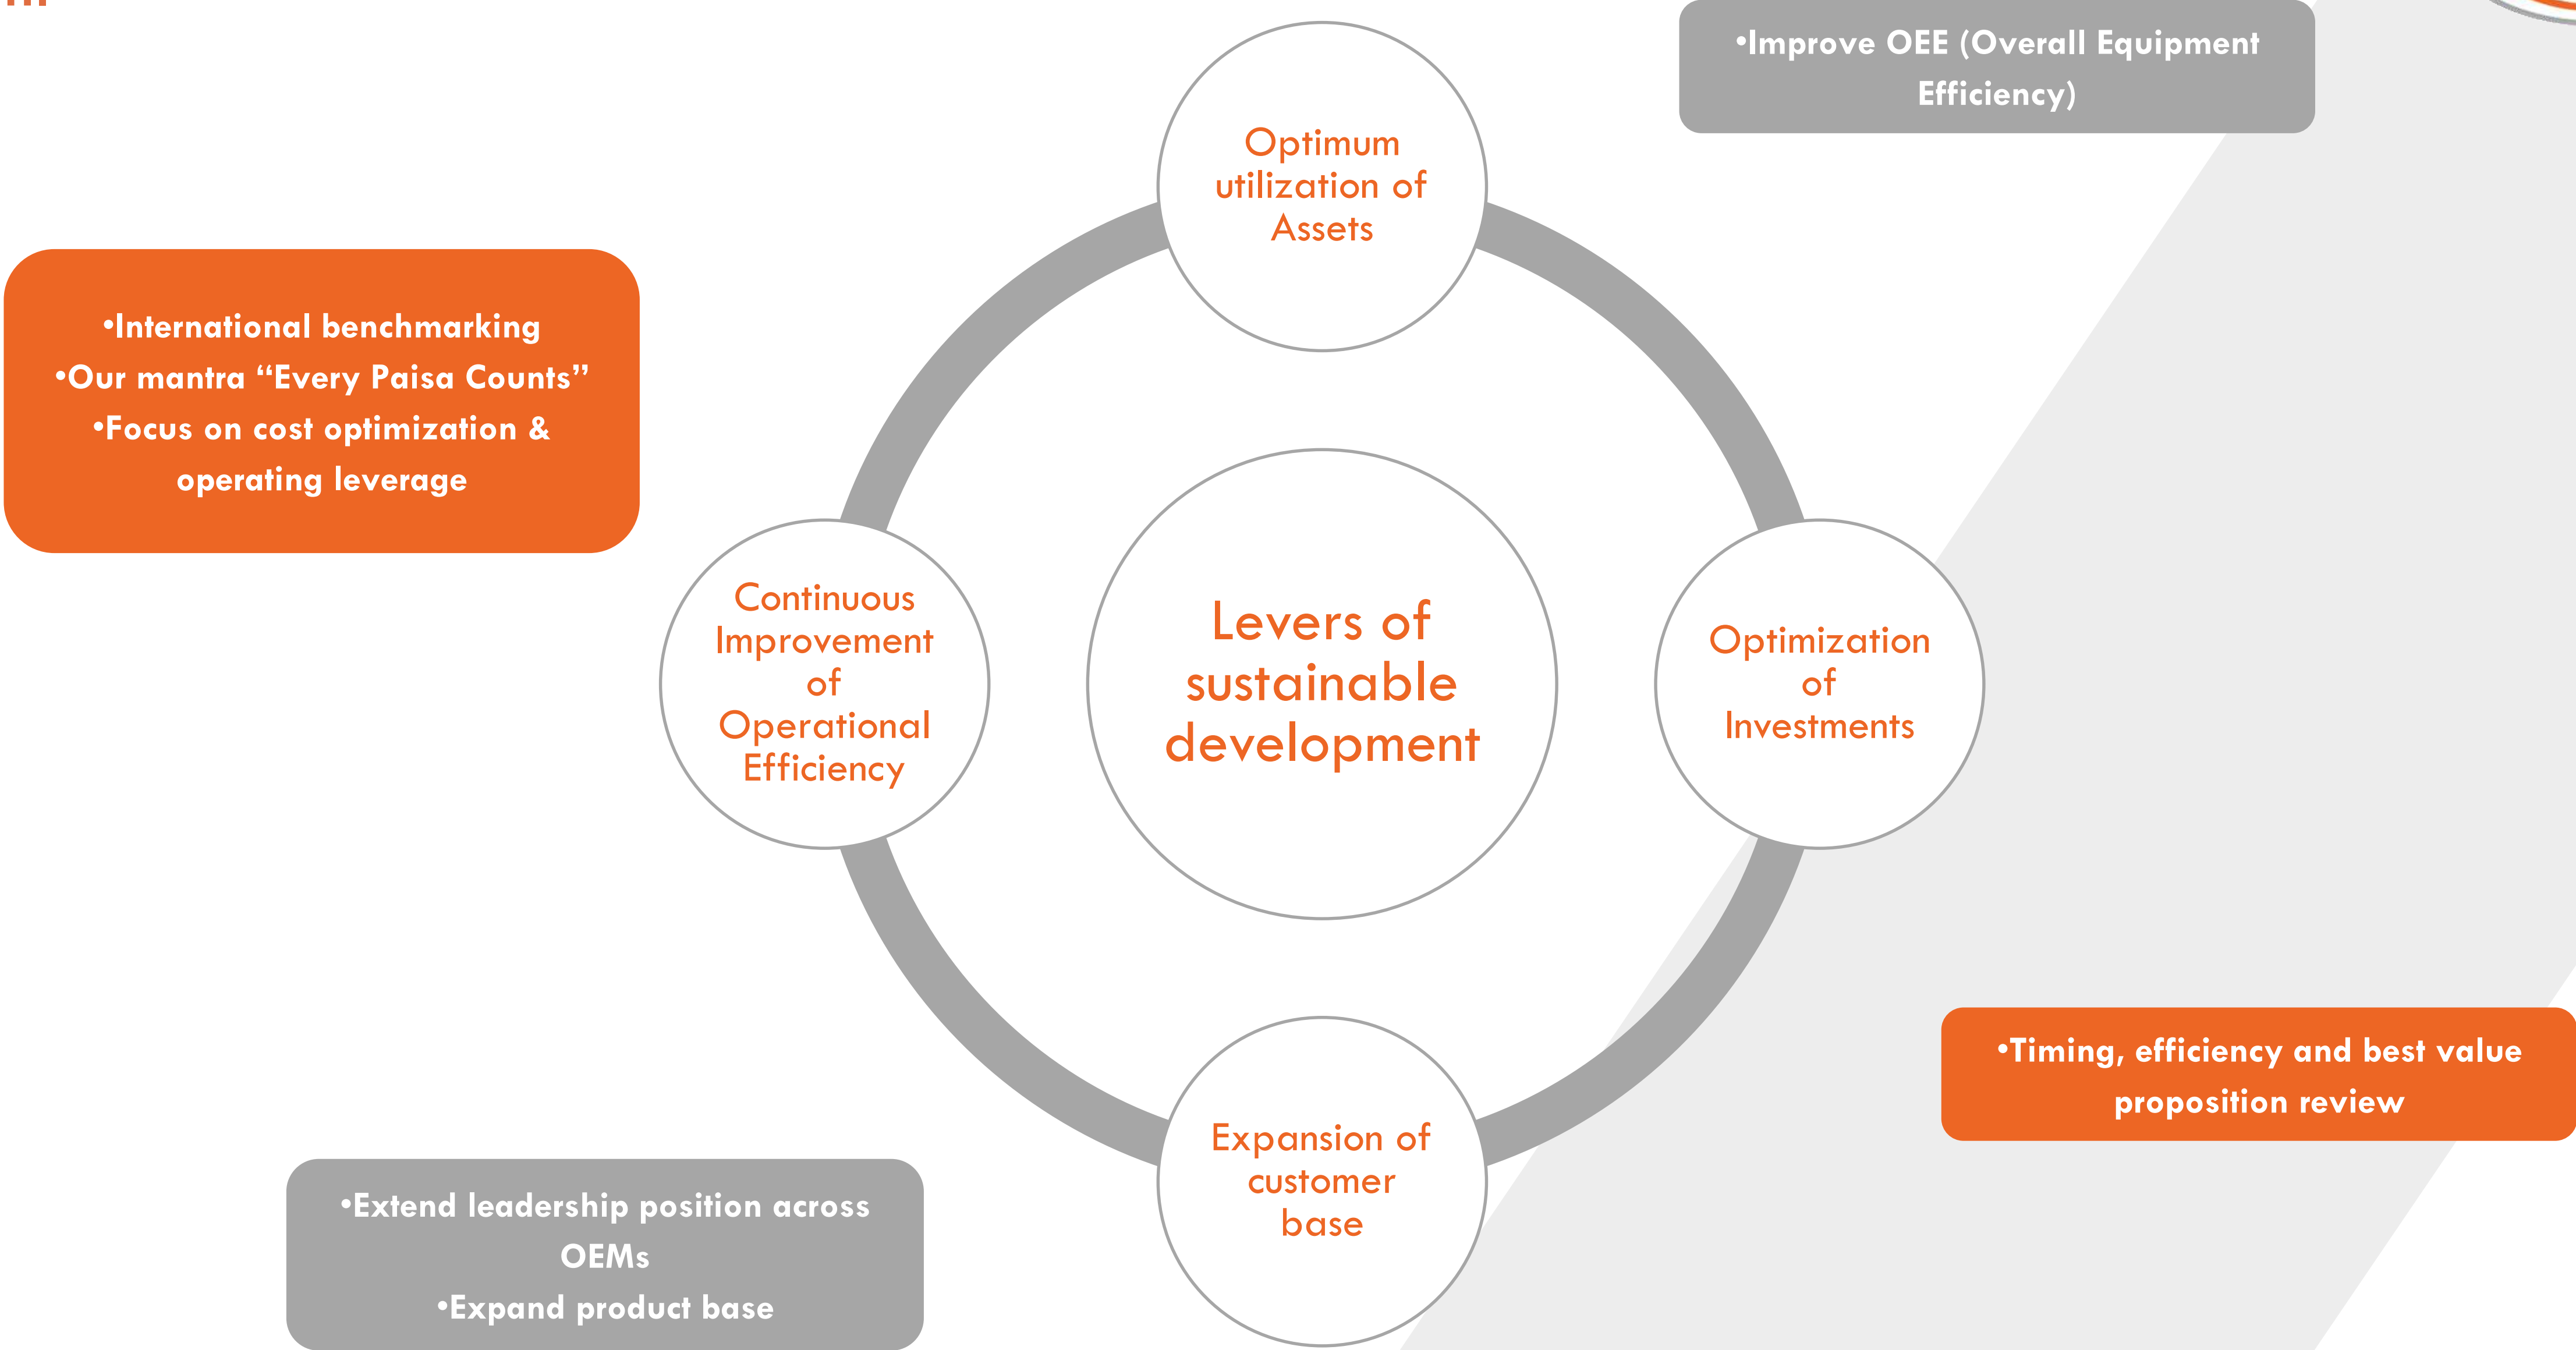 •Improve OEE (Overall Equipment
Efficiency)
Optimum
utilization of
Assets
•International benchmarking
•Our mantra “Every Paisa Counts”
•Focus on cost optimization &
operating leverage
Continuous
Improvement
of
Operational
Efficiency
Levers of
sustainable
development
Optimization
of
Investments
•Timing, efficiency and best value
proposition review
Expansion of
customer
base
•Extend leadership position across
OEMs
•Expand product base